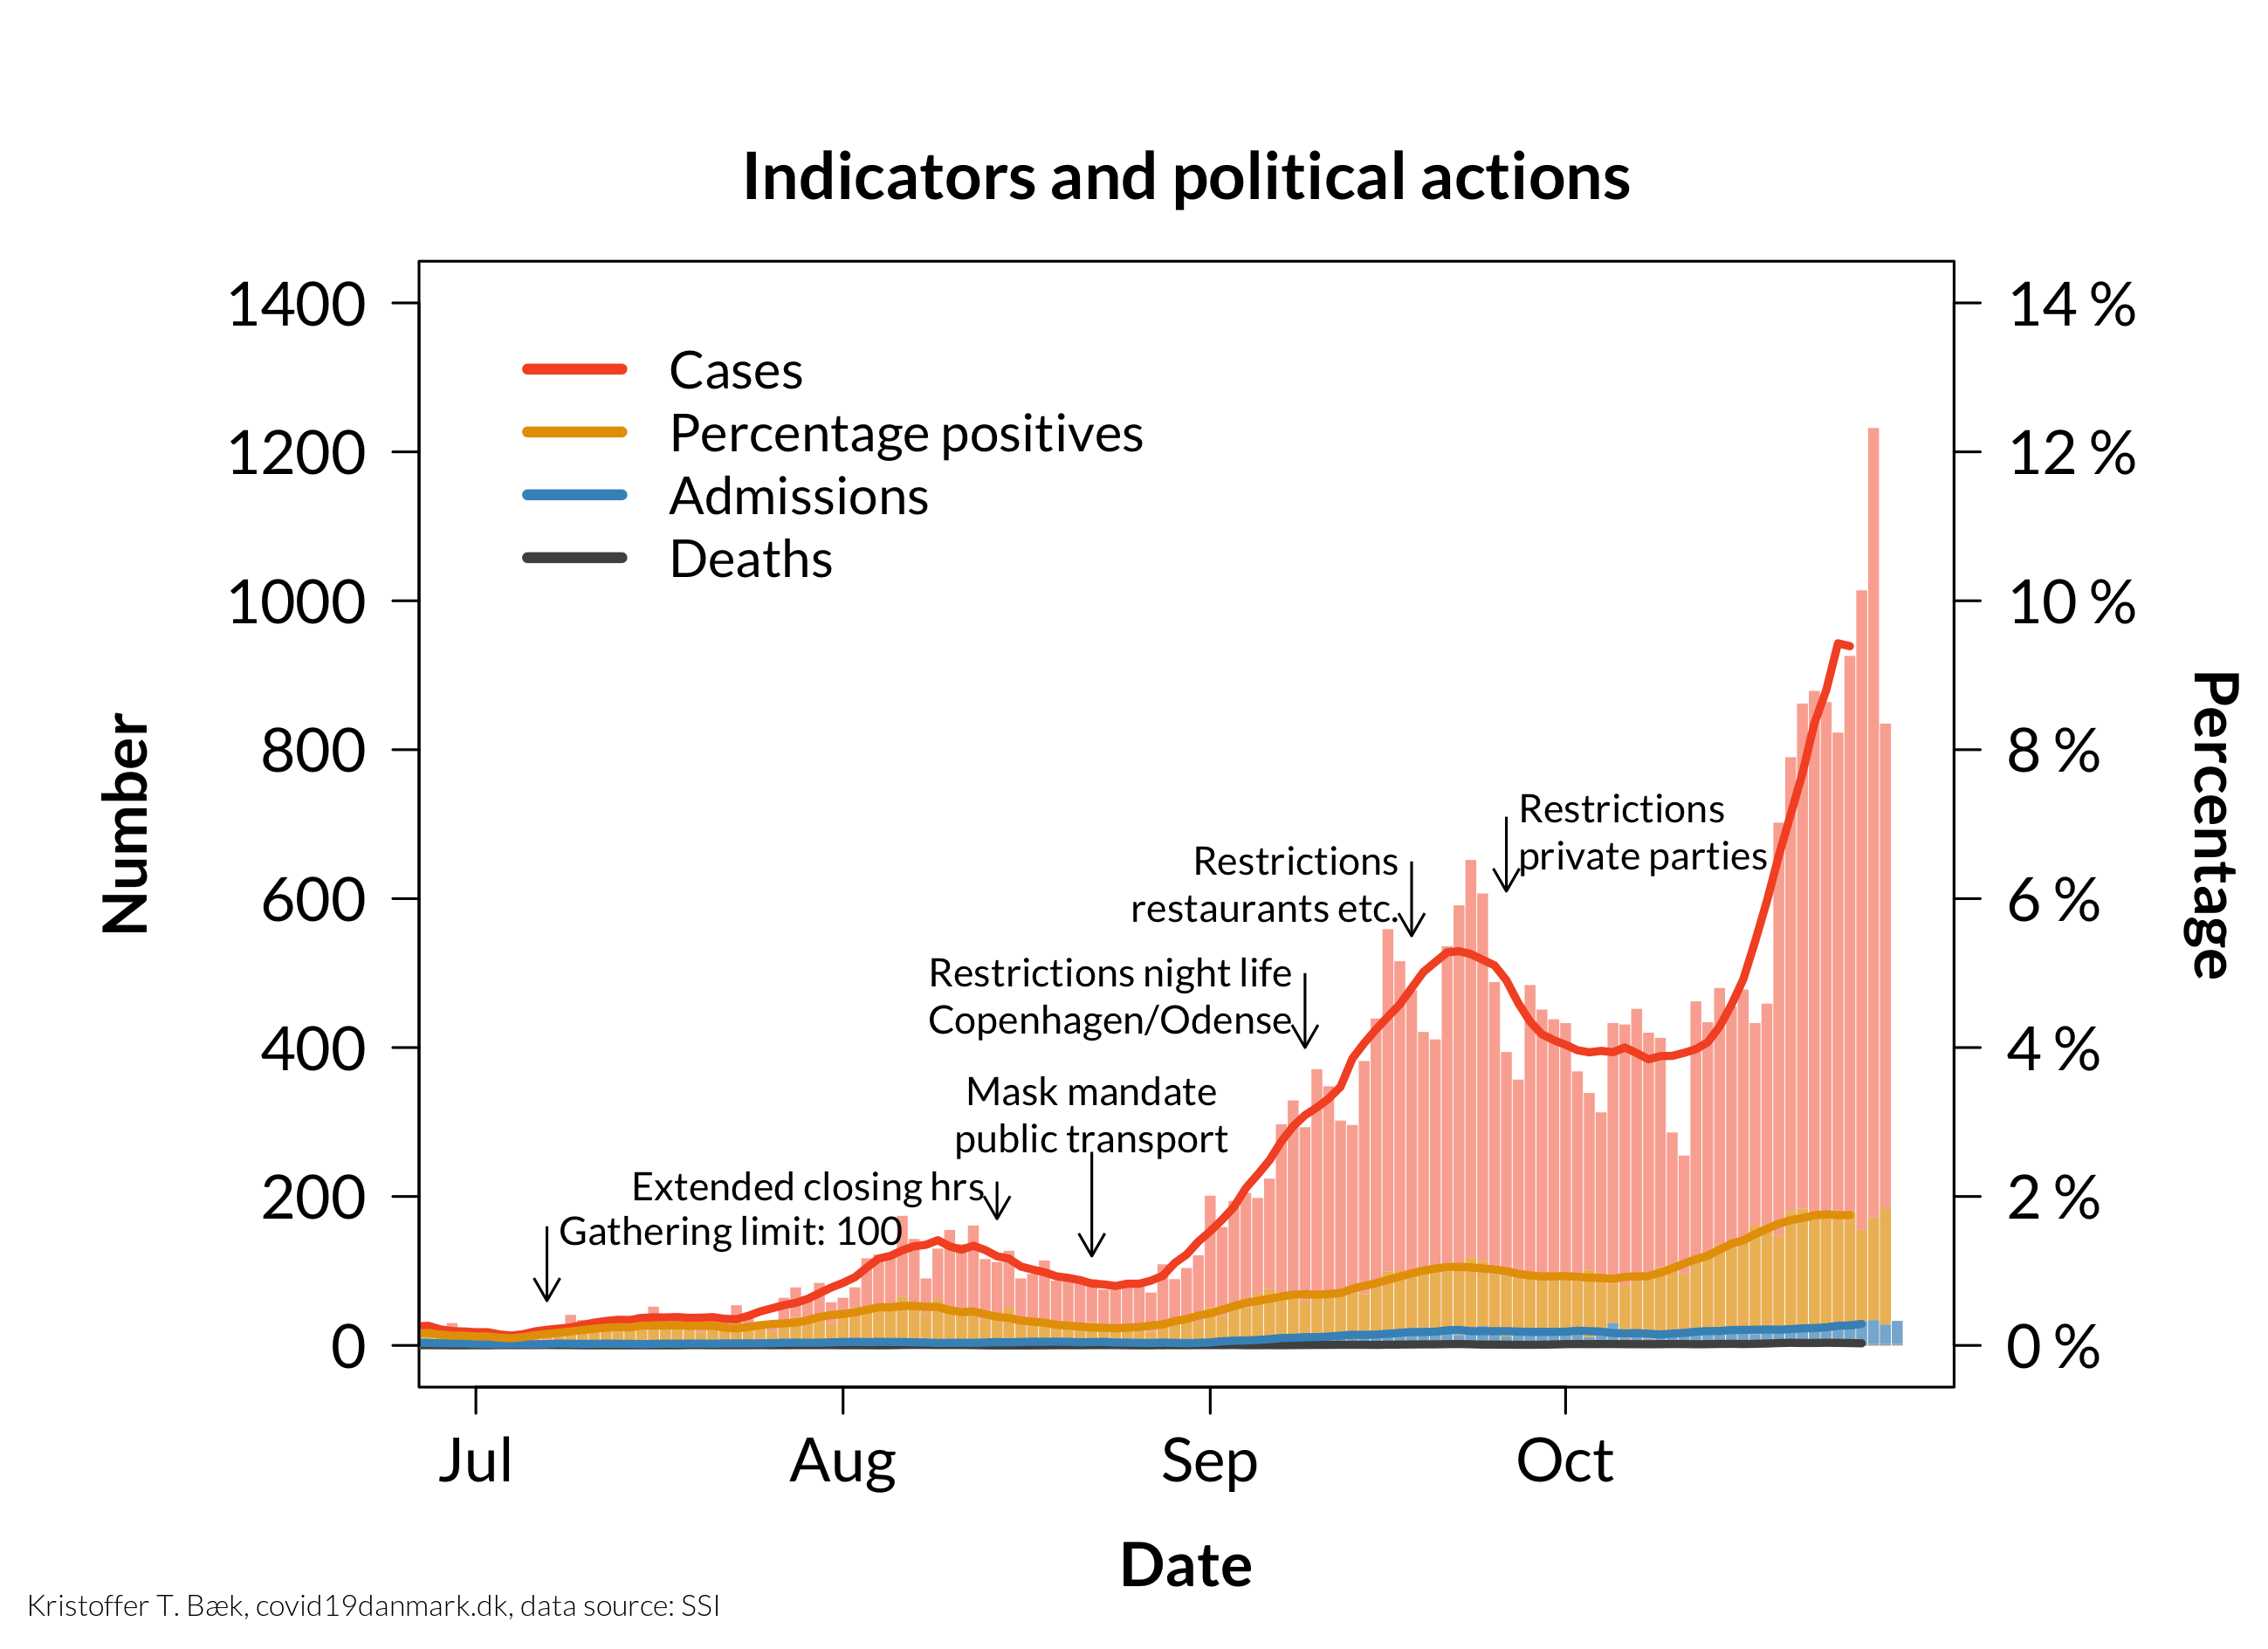 Indicators and political actions
1400
1200
1000
800
600
400
200
0
Number
14 %
12 %
10 %
8 %
6 %
4 %
2 %
0 %
Percentage
Cases
Percentage positives
Admissions
Deaths
Restrictions
private parties
Restrictions
restaurants etc.
Restrictions night life
Copenhagen/Odense
Mask mandate
public transport
Extended closing hrs
Gathering limit: 100
Jul
Aug
Sep
Oct
Date
Kristoffer T. Bæk, covid19danmark.dk, data source: SSI